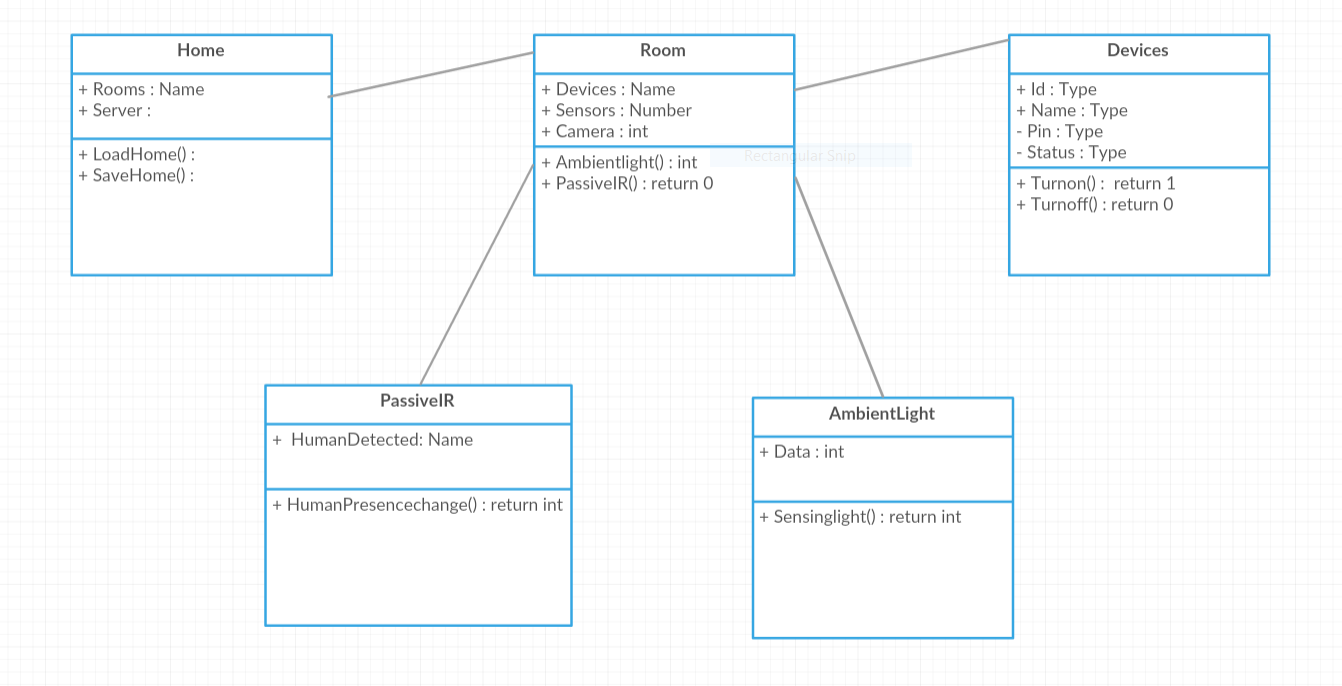 Home
+ Rooms : Name
+ Server :
+ LoadHome() :
+ SaveHome() :
Room
+ Devices : Name
+ Sensors : Number
+ Camera : int
+ Ambientlight() : int
+ PassiveIR() : return 0
Rectangular Snip
Devices
+ Id : Type
+ Name : Type
- Pin : Type
- Status : Type
+ Turnon() : return 1
+ Turnoff() : return 0
PassiveIR
+ HumanDetected: Name
+ HumanPresencechange() : return int
AmbientLight
+ Data : int
+ Sensinglight() : return int